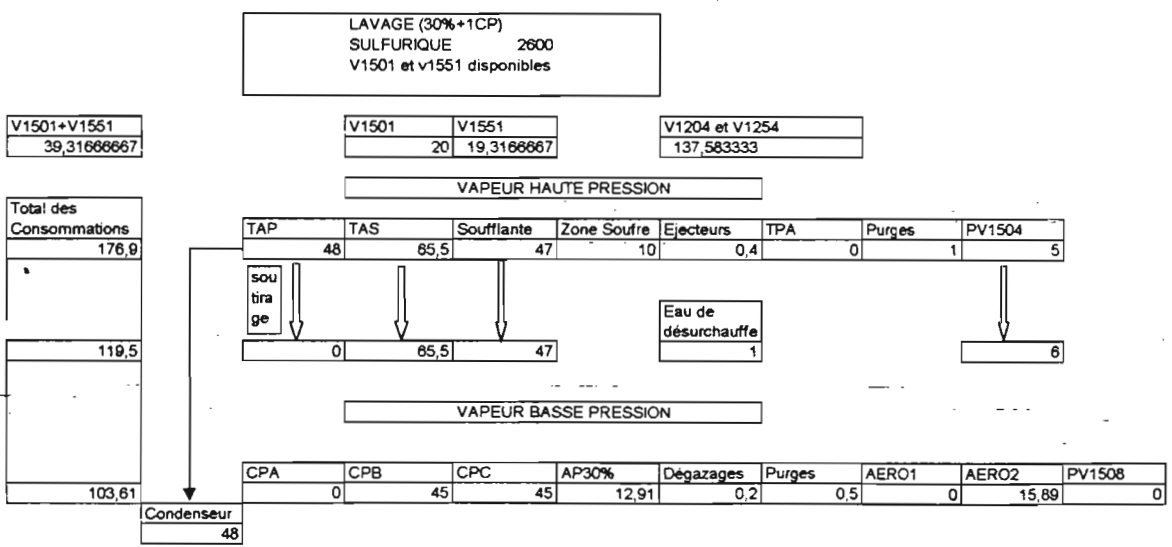 LAVAGE (30%+1CP)
SULFURIQUE 2600
V1501 et v1551 disponibles
V1501+V1551 V1501 V1551 V1204 et V1254
39,31666667 20 19,3166667 137,583333
VAPEUR HAUTE PRESSION
Total des
Consommations TAP TAS Soufflante Zone Soufre Ejecteurs TPA Purges PV1504
176,9 48 65,5 47 10 0,4 0 1 5
sou
tira
ge
Eau de
désurchauffe
119,5 0 65,5 47 1 6
VAPEUR BASSE PRESSION
CPA CPB CPC AP30% Dégazages Purges AERO1 AERO2 PV1508
103,61 0 45 45 12,91 0,2 0,5 0 15,89 0
Condenseur
48